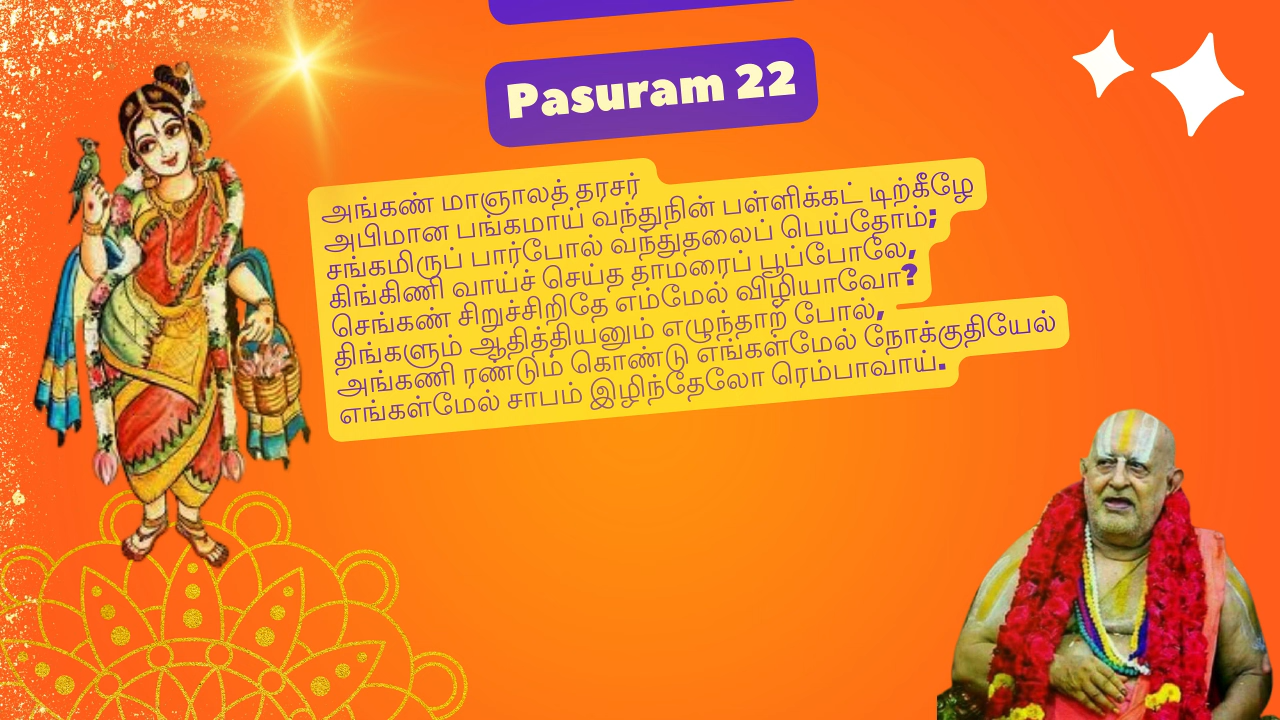 Pasuram 22
அங்கண் மாஞாலத் தரசர்
அபிமான பங்கமாய் வந்துநின் பள்ளிக்கட் டிற்கீழே
சங்கமிருப் பார்போல் வந்துதலைப் பெய்தோம்;
கிங்கிணி வாய்ச் செய்த தாமரைப் பூப்போலே,
செங்கண் சிறுச்சிறிதே எம்மேல் விழியாவோ?
திங்களும் ஆதித்தியனும் எழுந்தாற் போல்,
அங்கணி ரண்டும் கொண்டு எங்கள்மேல் நோக்குதியேல்
எங்கள்மேல் சாபம் இழிந்தேலோ ரெம்பாவாய்.